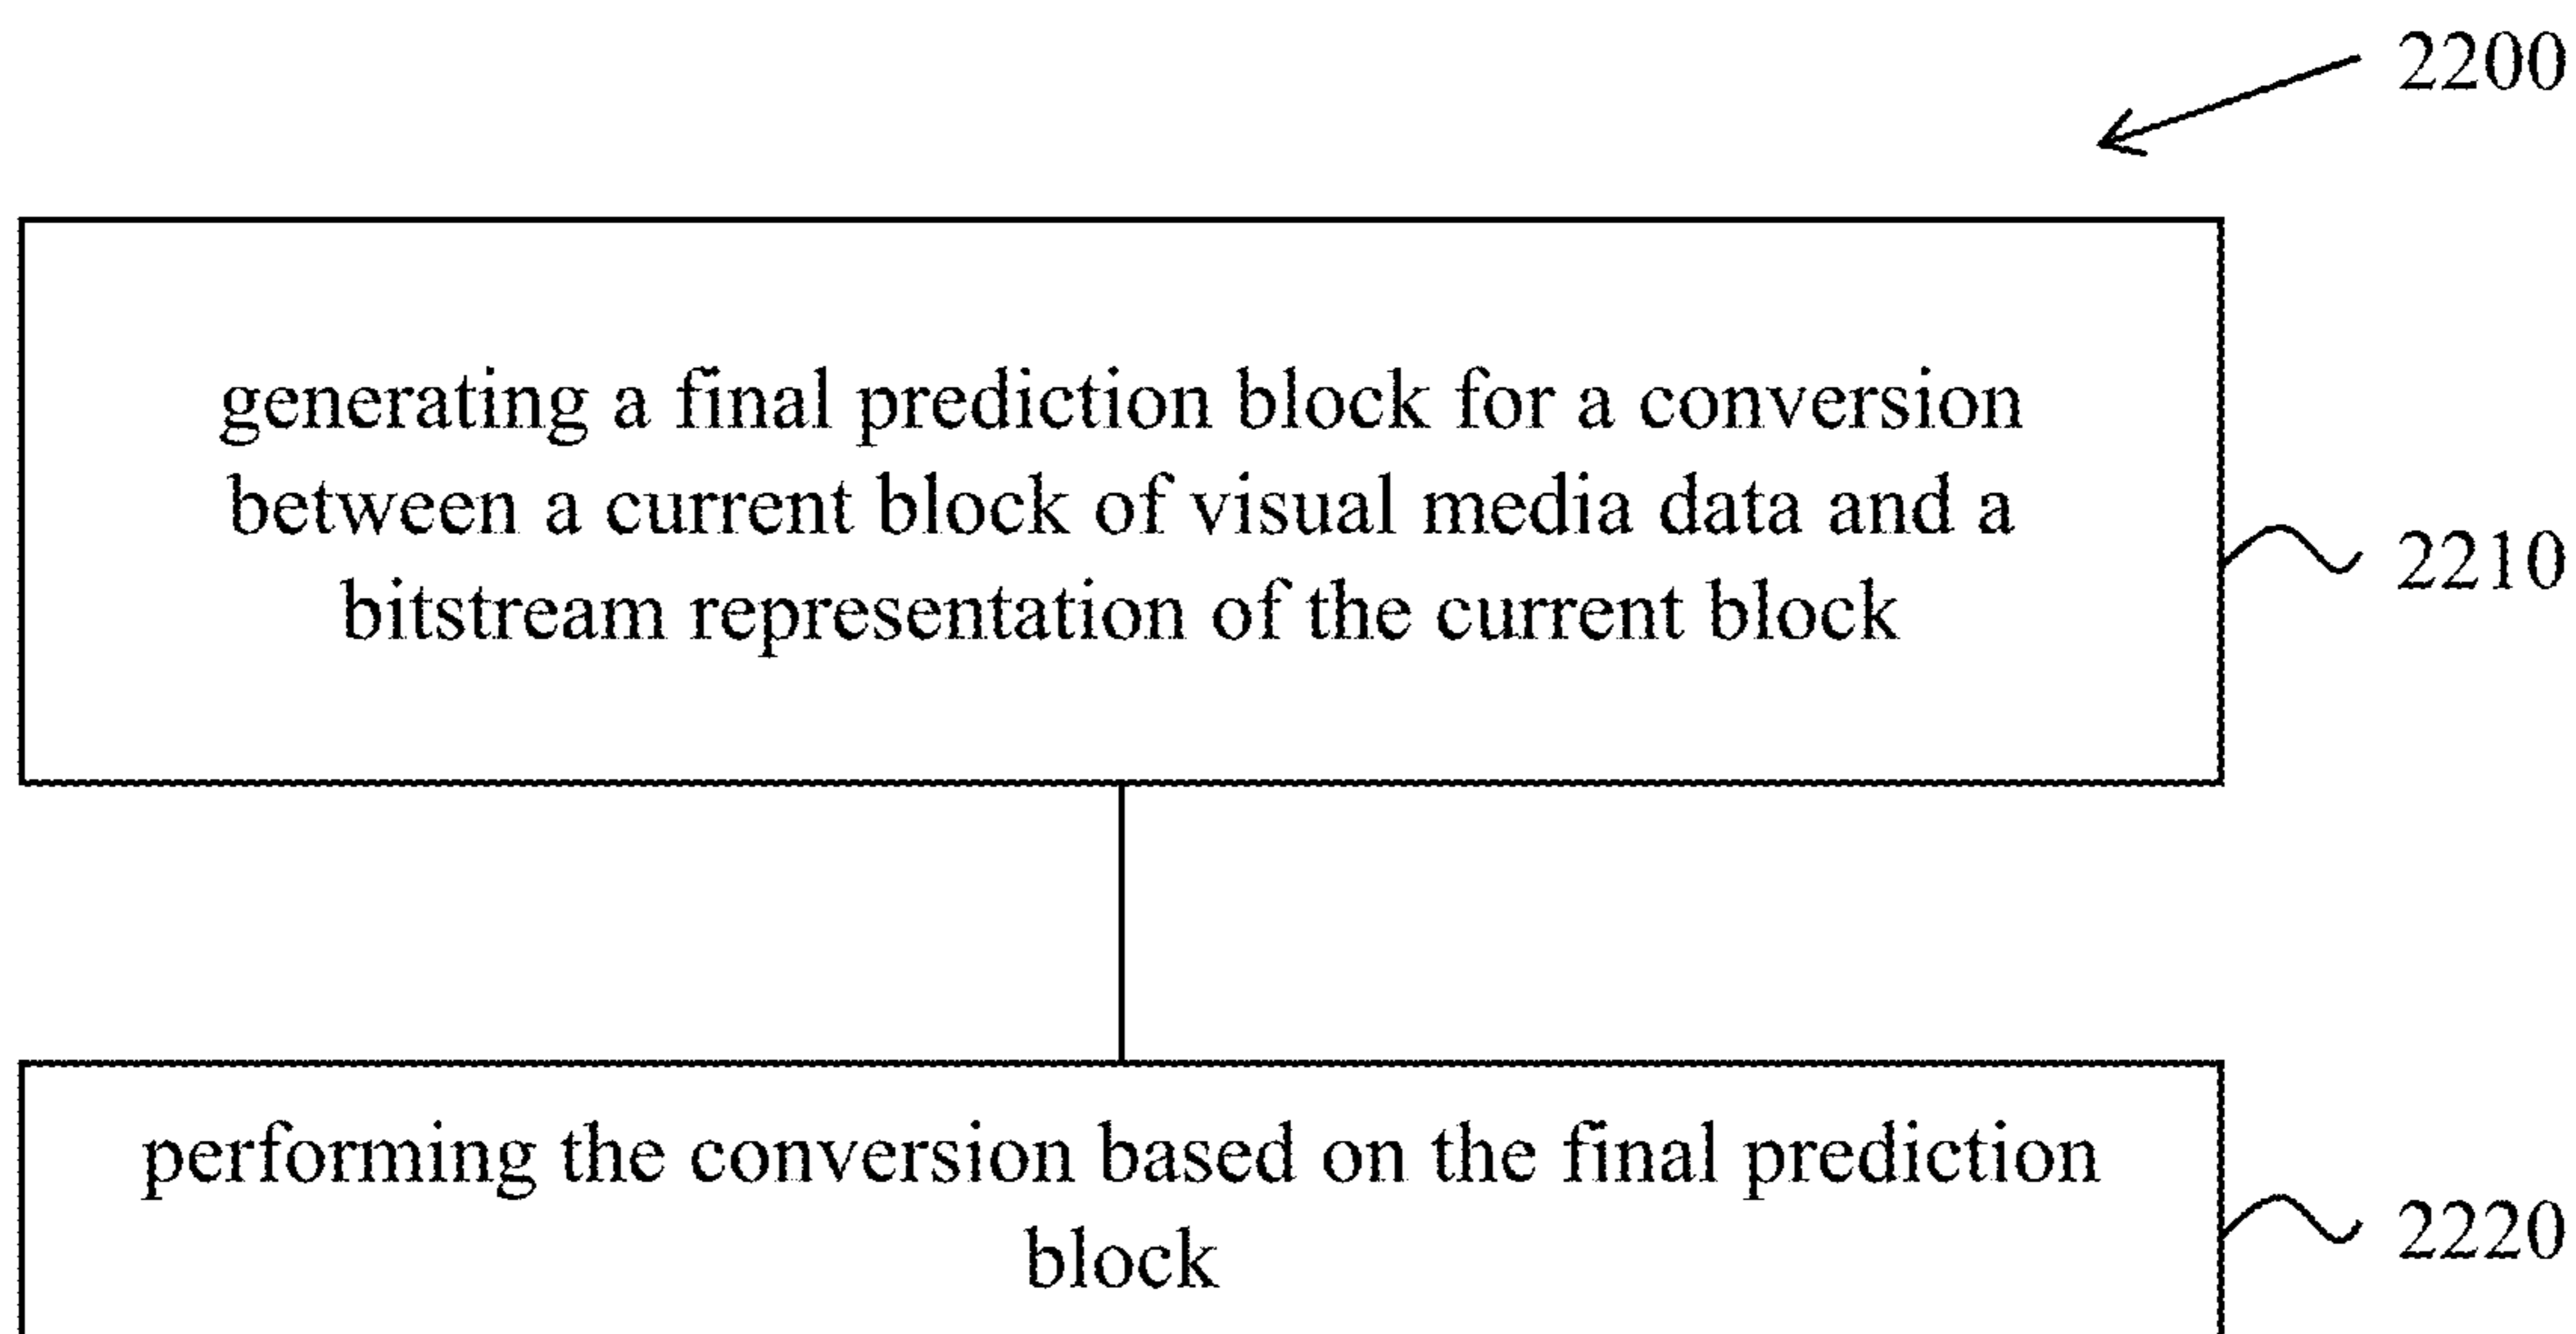 2200
generating a final prediction block for a conversion
between a current block of visual media data and a
bitstream representation of the current block
2210
performing the conversion based on the final prediction
block
2220